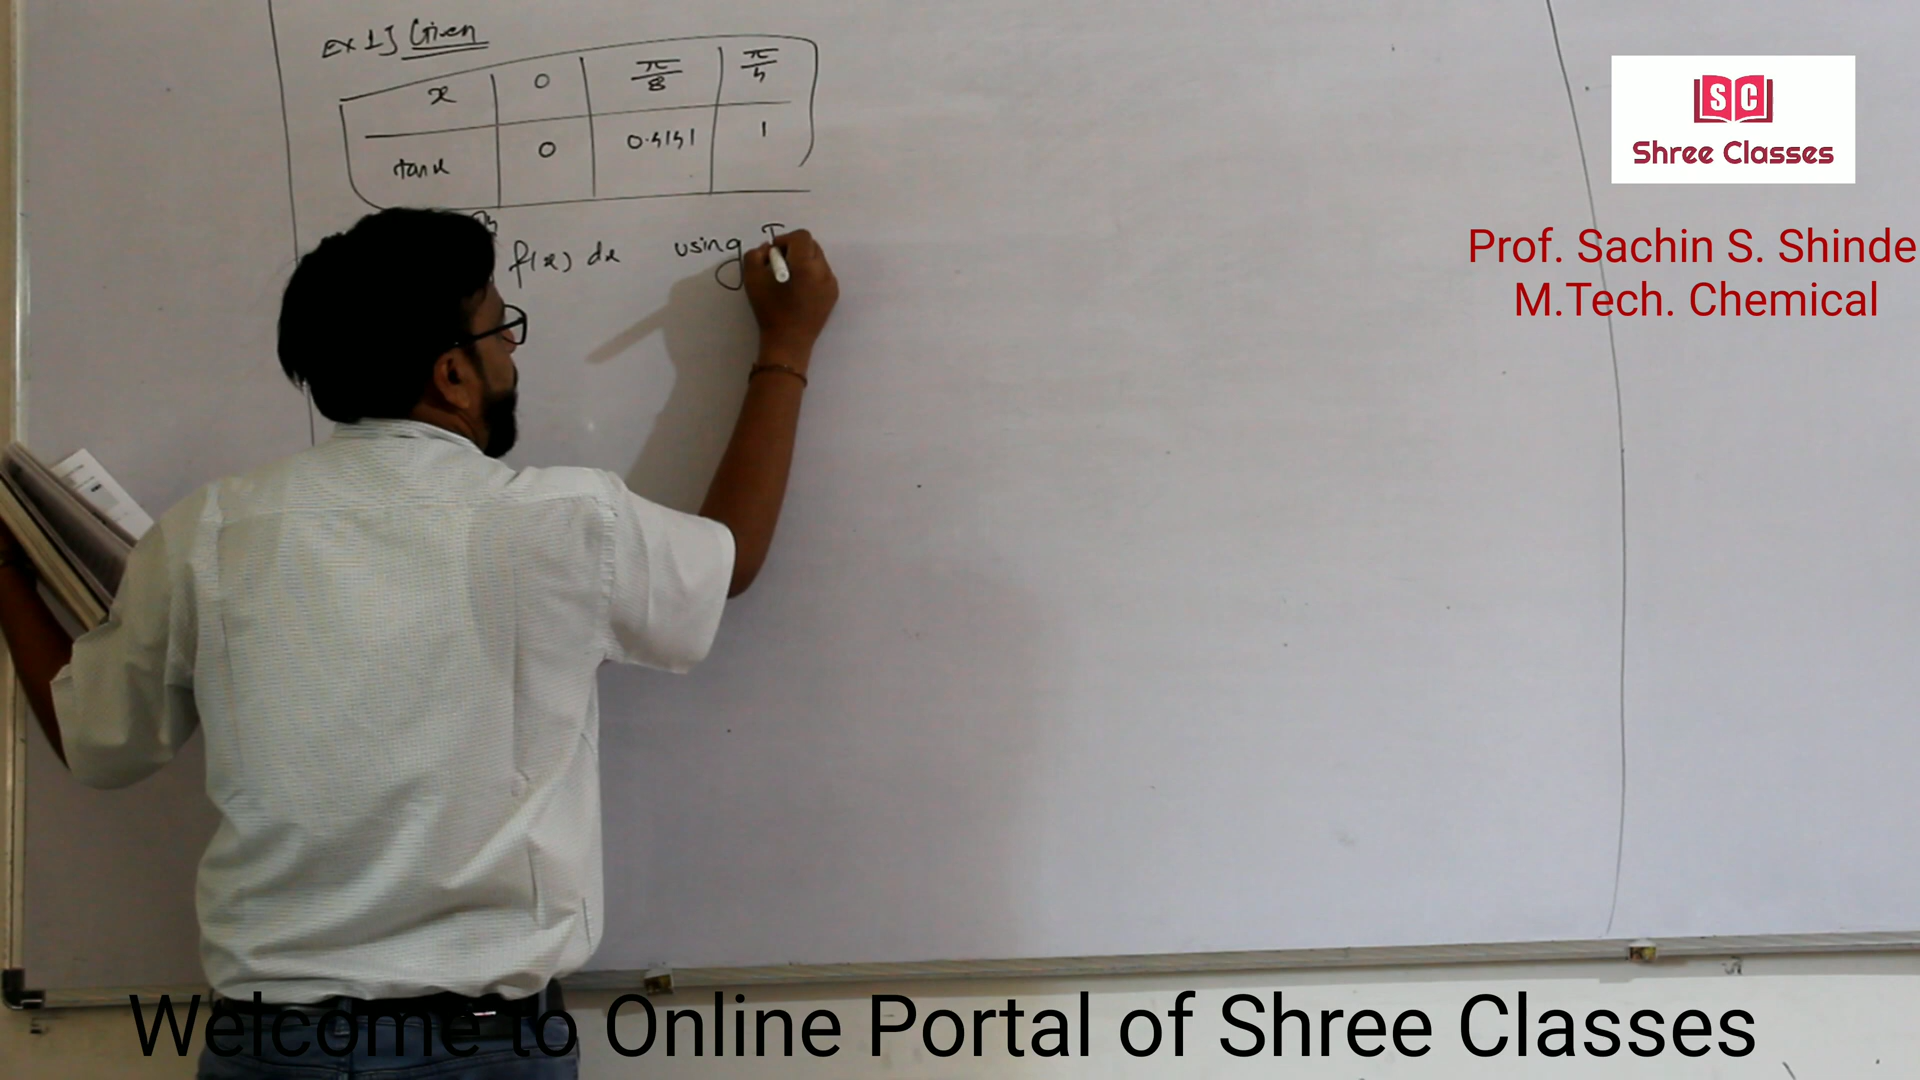 Ex 1] Given
x 0 π/8 π/4
tan x 0 0.4141 1
f(x) dx using T
SC
Shree Classes
Prof. Sachin S. Shinde
M.Tech. Chemical
Welcome to Online Portal of Shree Classes